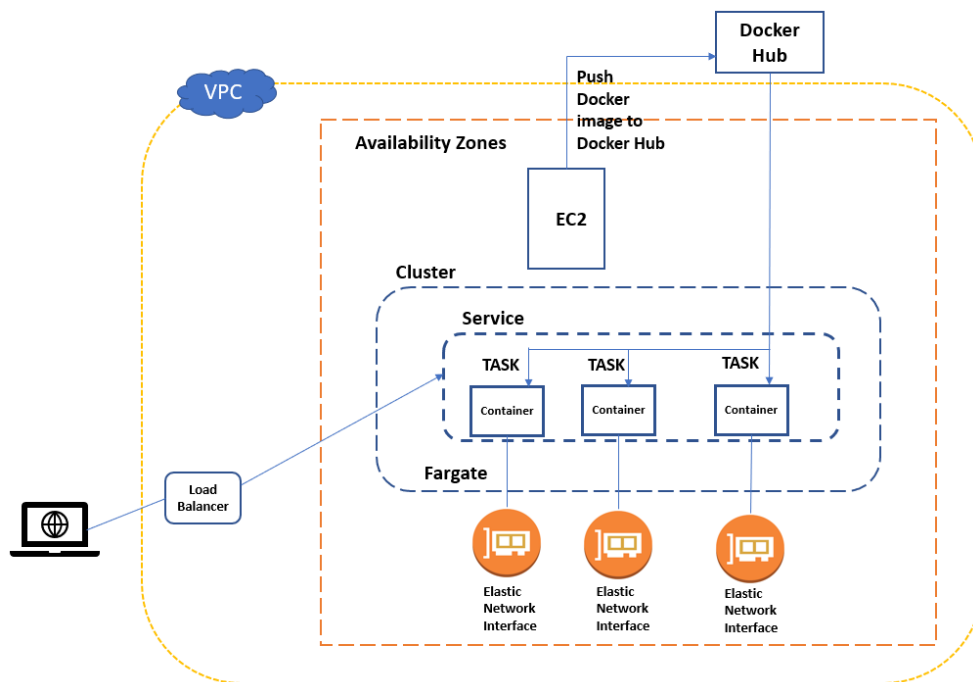 Docker
Hub
Push
Docker
image to
Docker Hub
VPC
Availability Zones
EC2
Cluster
Service
TASK
TASK
TASK
Container
Container
Container
Fargate
Load
Balancer
Elastic
Network
Interface
Elastic
Network
Interface
Elastic
Network
Interface